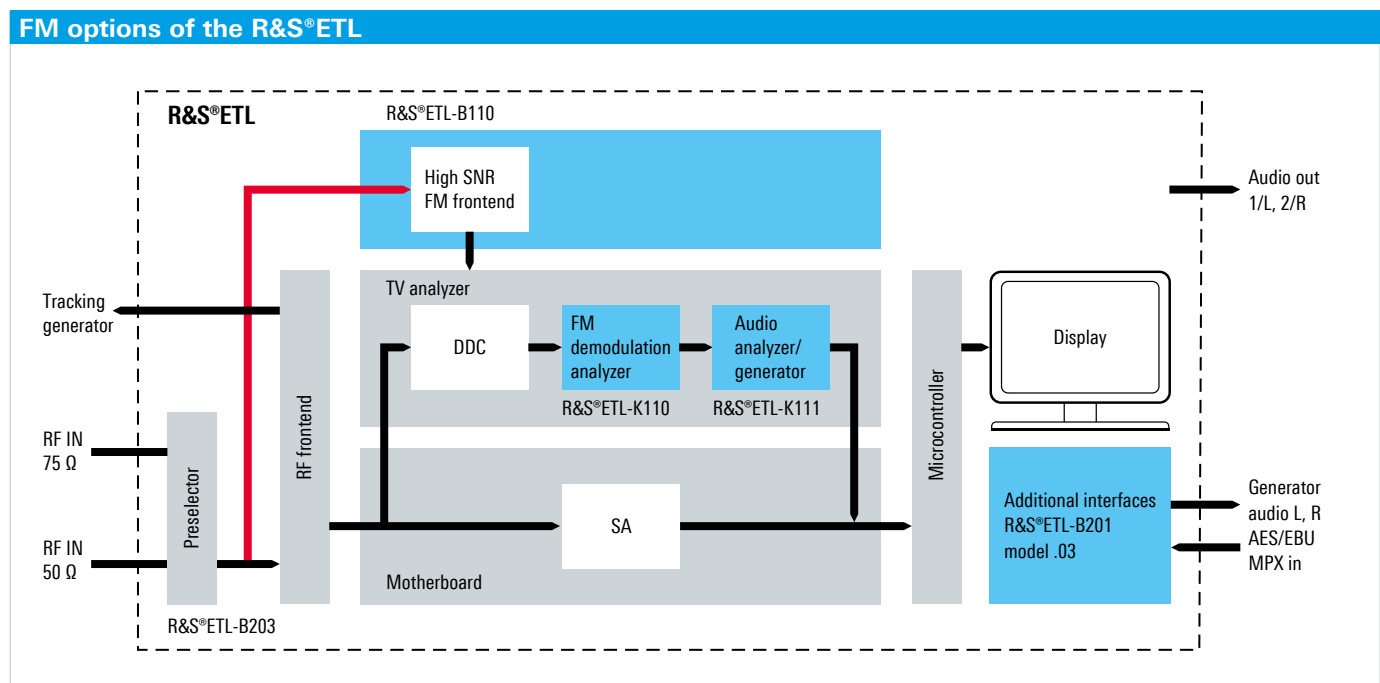 FM options of the R&S®ETL
R&S®ETL
R&S®ETL-B110
High SNR
FM frontend
Audio out
1/L, 2/R
Tracking
generator
RF frontend
TV analyzer
DDC
FM
demodulation
analyzer
R&S®ETL-K110
Audio
analyzer/
generator
R&S®ETL-K111
Microcontroller
Display
RF IN
75 Ω
RF IN
50 Ω
Preselector
R&S®ETL-B203
SA
Motherboard
Additional interfaces
R&S®ETL-B201
model .03
Generator
audio L, R
AES/EBU
MPX in